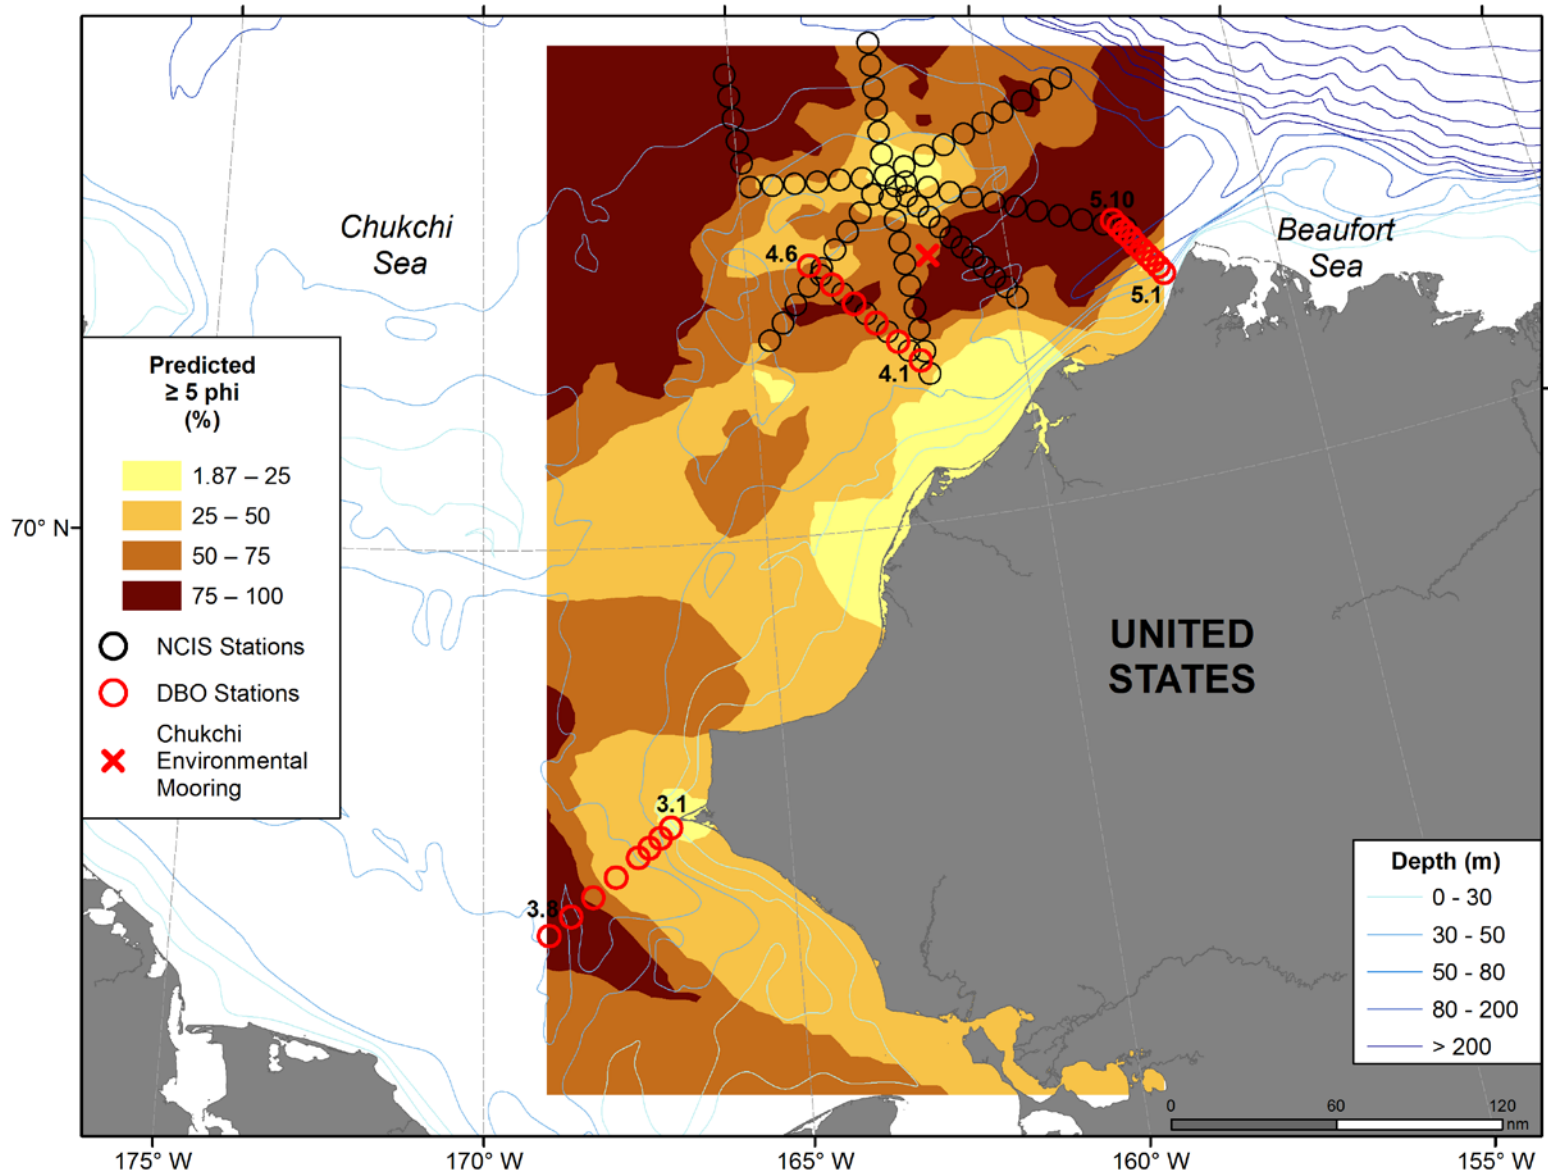 5.10
Chukchi
Sea
Beaufort
Sea
4.6
5.1
4.1
Predicted
≥ 5 phi
(%)
1.87 – 25
25 – 50
50 – 75
75 – 100
NCIS Stations
DBO Stations
Chukchi
Environmental
Mooring
70° N
UNITED
STATES
3.1
3.8
Depth (m)
0 - 30
30 - 50
50 - 80
80 - 200
> 200
0 60 120
nm
175° W 170° W 165° W 160° W 155° W